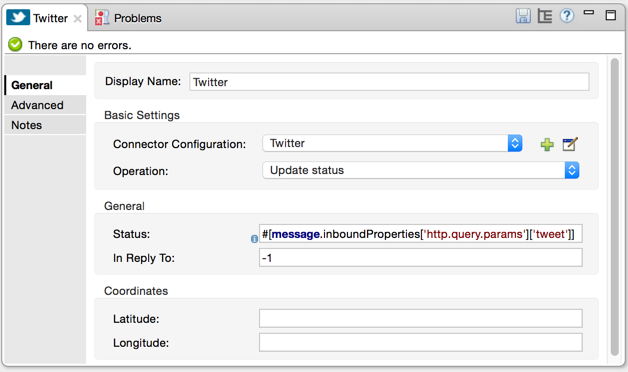 Twitter
Problems
There are no errors.
General
Advanced
Notes
Display Name: Twitter
Basic Settings
Connector Configuration: Twitter
Operation: Update status
General
Status: #[message.inboundProperties['http.query.params']['tweet']]
In Reply To: -1
Coordinates
Latitude:
Longitude: